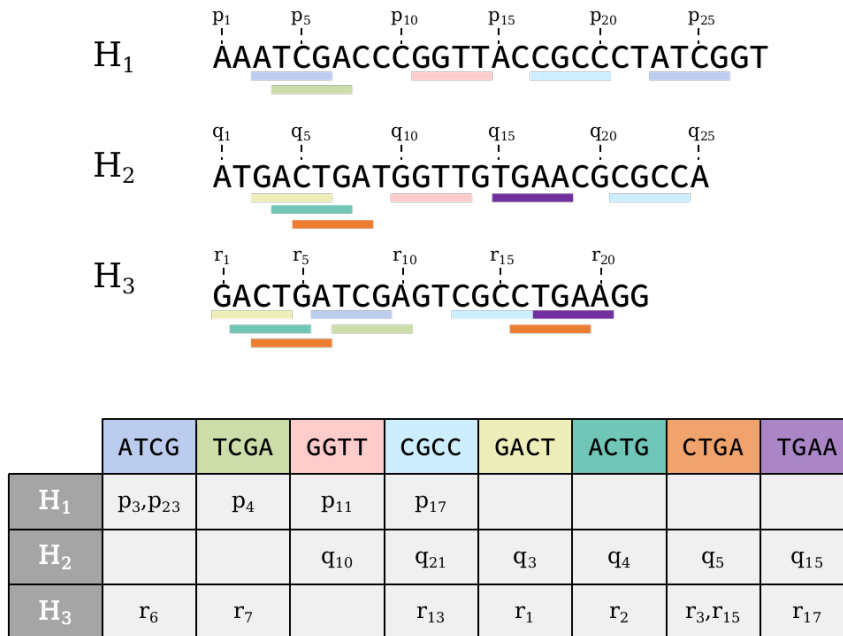 p₁ p₅ p₁₀ p₁₅ p₂₀ p₂₅
H₁ AAATCGACCCGGTTACCGCCCTATCGGT
q₁ q₅ q₁₀ q₁₅ q₂₀ q₂₅
H₂ ATGACTGATGGTTGTGAACGCGCCA
r₁ r₅ r₁₀ r₁₅ r₂₀
H₃ GACTGATCGAGTCGCCTGAAGG
ATCG TCGA GGTT CGCC GACT ACTG CTGA TGAA
H₁ p₃,p₂₃ p₄ p₁₁ p₁₇
H₂ q₁₀ q₂₁ q₃ q₄ q₅ q₁₅
H₃ r₆ r₇ r₁₃ r₁ r₂ r₃,r₁₅ r₁₇